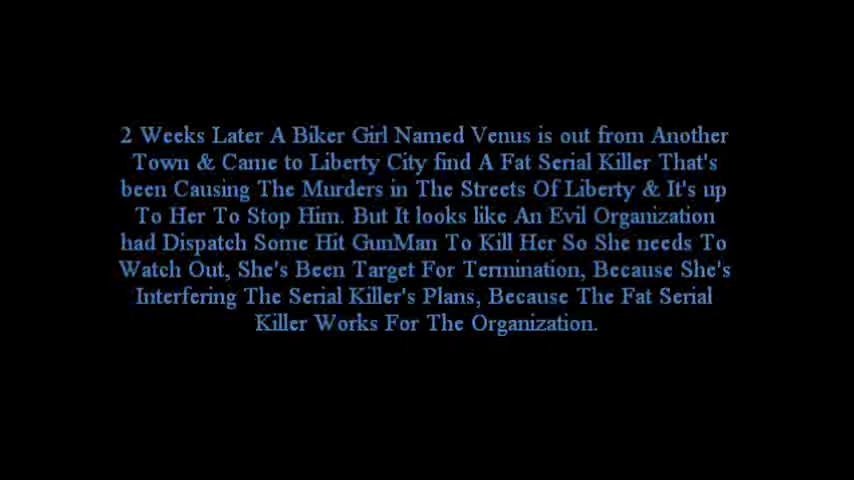 2 Weeks Later A Biker Girl Named Venus is out from Another
Town & Came to Liberty City find A Fat Serial Killer That's
been Causing The Murders in The Streets Of Liberty & It's up
To Her To Stop Him. But It looks like An Evil Organization
had Dispatch Some Hit GunMan To Kill Her So She needs To
Watch Out, She's Been Target For Termination, Because She's
Interfering The Serial Killer's Plans, Because The Fat Serial
Killer Works For The Organization.